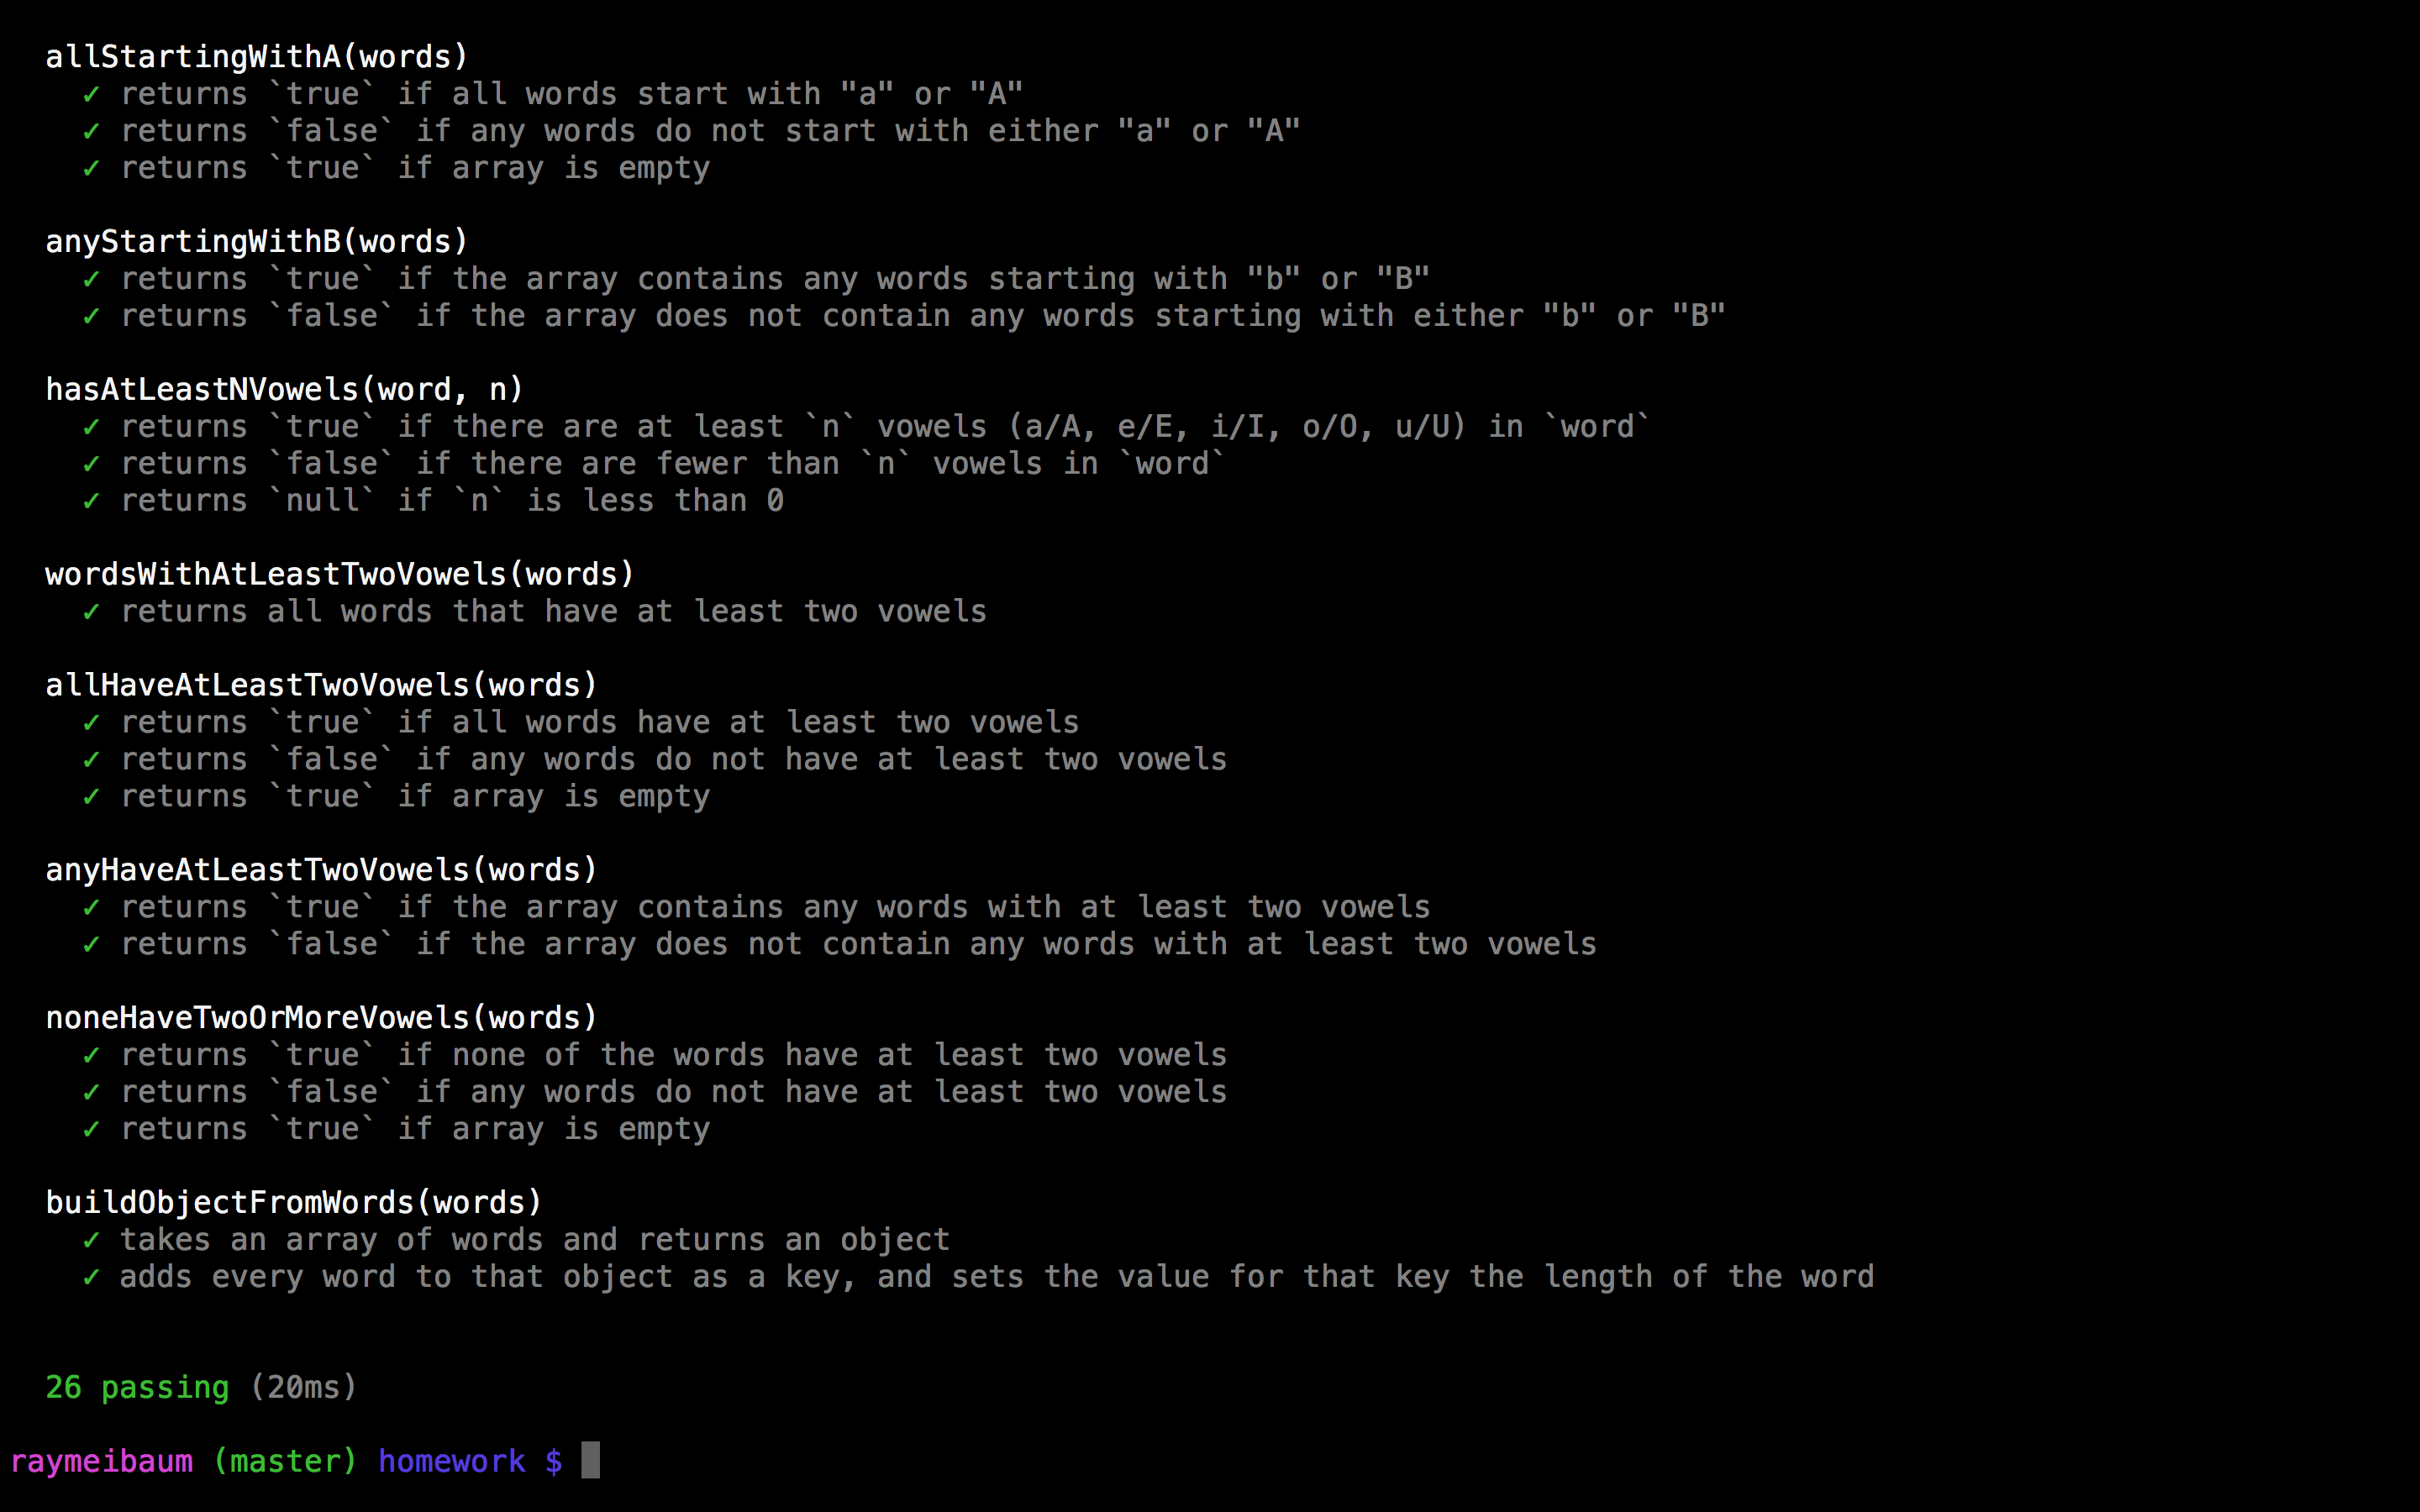 allStartingWithA(words)
✓ returns `true` if all words start with "a" or "A"
✓ returns `false` if any words do not start with either "a" or "A"
✓ returns `true` if array is empty
anyStartingWithB(words)
✓ returns `true` if the array contains any words starting with "b" or "B"
✓ returns `false` if the array does not contain any words starting with either "b" or "B"
hasAtLeastNVowels(word, n)
✓ returns `true` if there are at least `n` vowels (a/A, e/E, i/I, o/O, u/U) in `word`
✓ returns `false` if there are fewer than `n` vowels in `word`
✓ returns `null` if `n` is less than 0
wordsWithAtLeastTwoVowels(words)
✓ returns all words that have at least two vowels
allHaveAtLeastTwoVowels(words)
✓ returns `true` if all words have at least two vowels
✓ returns `false` if any words do not have at least two vowels
✓ returns `true` if array is empty
anyHaveAtLeastTwoVowels(words)
✓ returns `true` if the array contains any words with at least two vowels
✓ returns `false` if the array does not contain any words with at least two vowels
noneHaveTwoOrMoreVowels(words)
✓ returns `true` if none of the words have at least two vowels
✓ returns `false` if any words do not have at least two vowels
✓ returns `true` if array is empty
buildObjectFromWords(words)
✓ takes an array of words and returns an object
✓ adds every word to that object as a key, and sets the value for that key the length of the word
26 passing (20ms)
raymeibaum (master) homework $